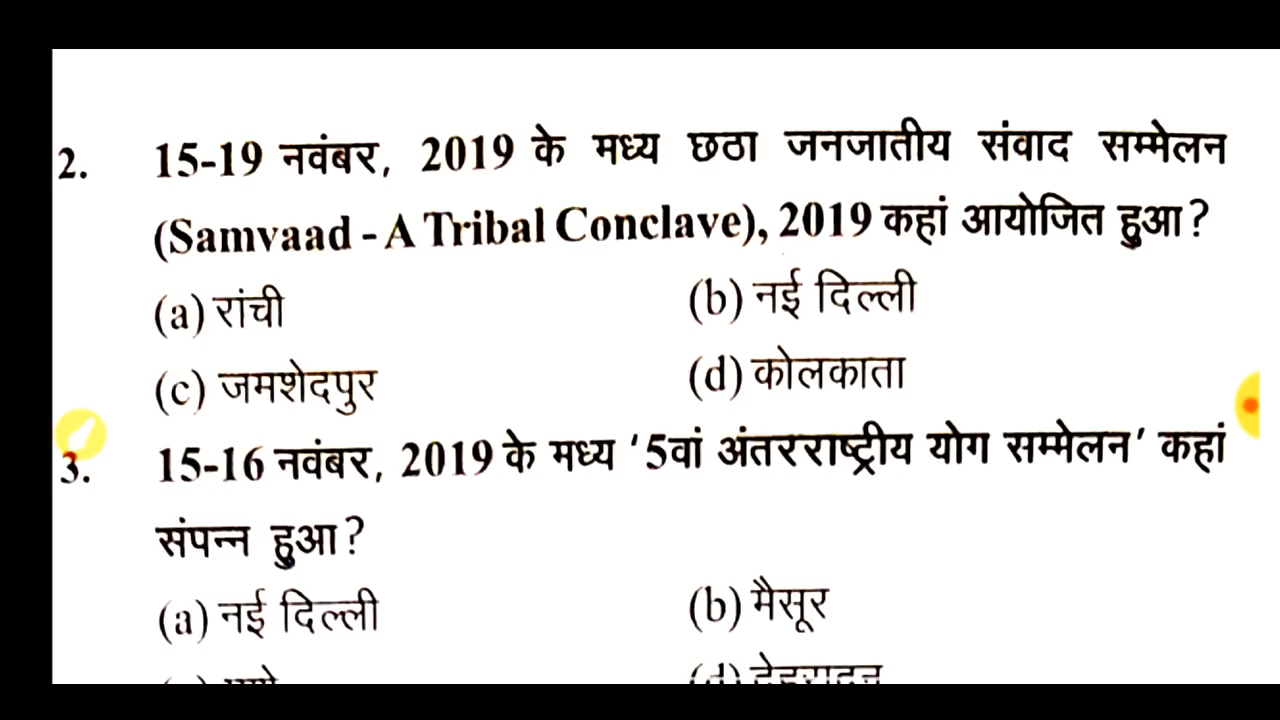 2. 15-19 नवंबर, 2019 के मध्य छठा जनजातीय संवाद सम्मेलन
(Samvaad - A Tribal Conclave), 2019 कहां आयोजित हुआ?
(a) रांची (b) नई दिल्ली
(c) जमशेदपुर (d) कोलकाता
3. 15-16 नवंबर, 2019 के मध्य '5वां अंतरराष्ट्रीय योग सम्मेलन' कहां
संपन्न हुआ?
(a) नई दिल्ली (b) मैसूर
(d) देहरादून